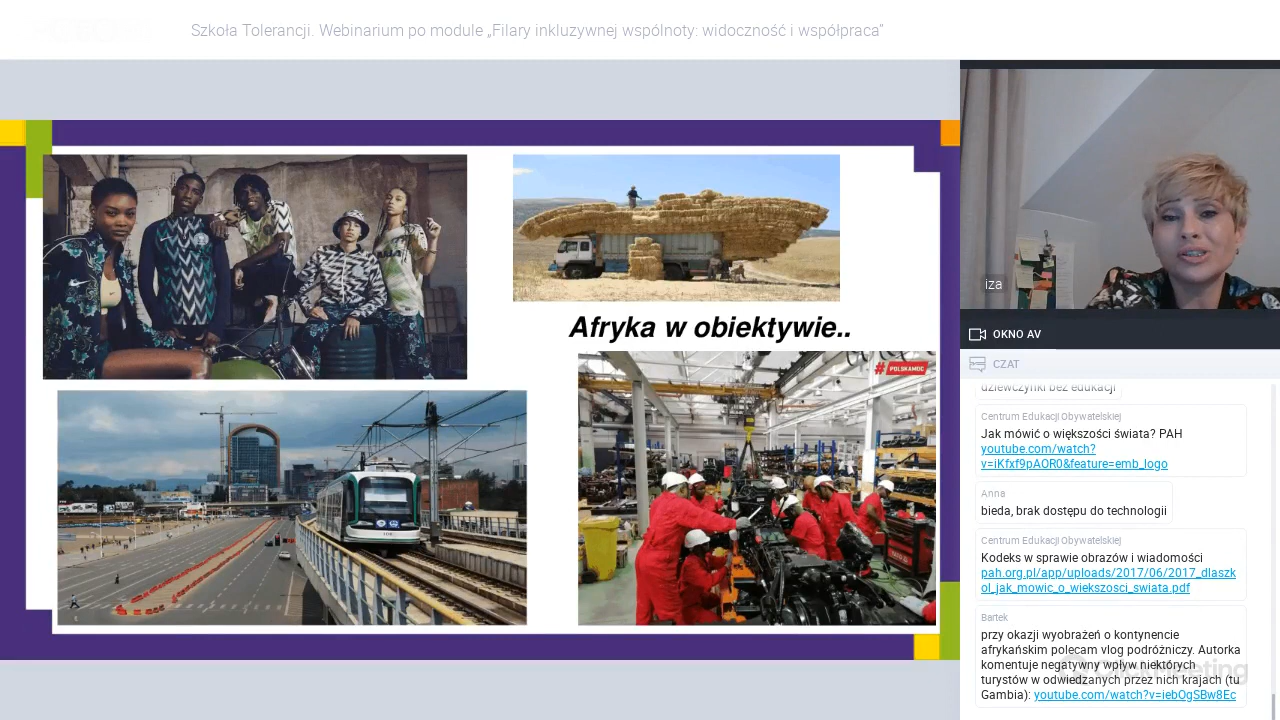 Szkoła Tolerancji. Webinarium po module „Filary inkluzywnej wspólnoty: widoczność i współpraca"
Afryka w obiektywie..
#POLSKAMOC
iza
OKNO AV
CZAT
dziewczynki bez edukacji
Centrum Edukacji Obywatelskiej
Jak mówić o większości świata? PAH
youtube.com/watch?
v=iKfxf9pAOR0&feature=emb_logo
Anna
bieda, brak dostępu do technologii
Centrum Edukacji Obywatelskiej
Kodeks w sprawie obrazów i wiadomości
pah.org.pl/app/uploads/2017/06/2017_dlaszk
ol_jak_mowic_o_wiekszosci_swiata.pdf
Bartek
przy okazji wyobrażeń o kontynencie
afrykańskim polecam vlog podróżniczy. Autorka
komentuje negatywny wpływ niektórych
turystów w odwiedzanych przez nich krajach (tu
Gambia): youtube.com/watch?v=iebOgSBw8Ec